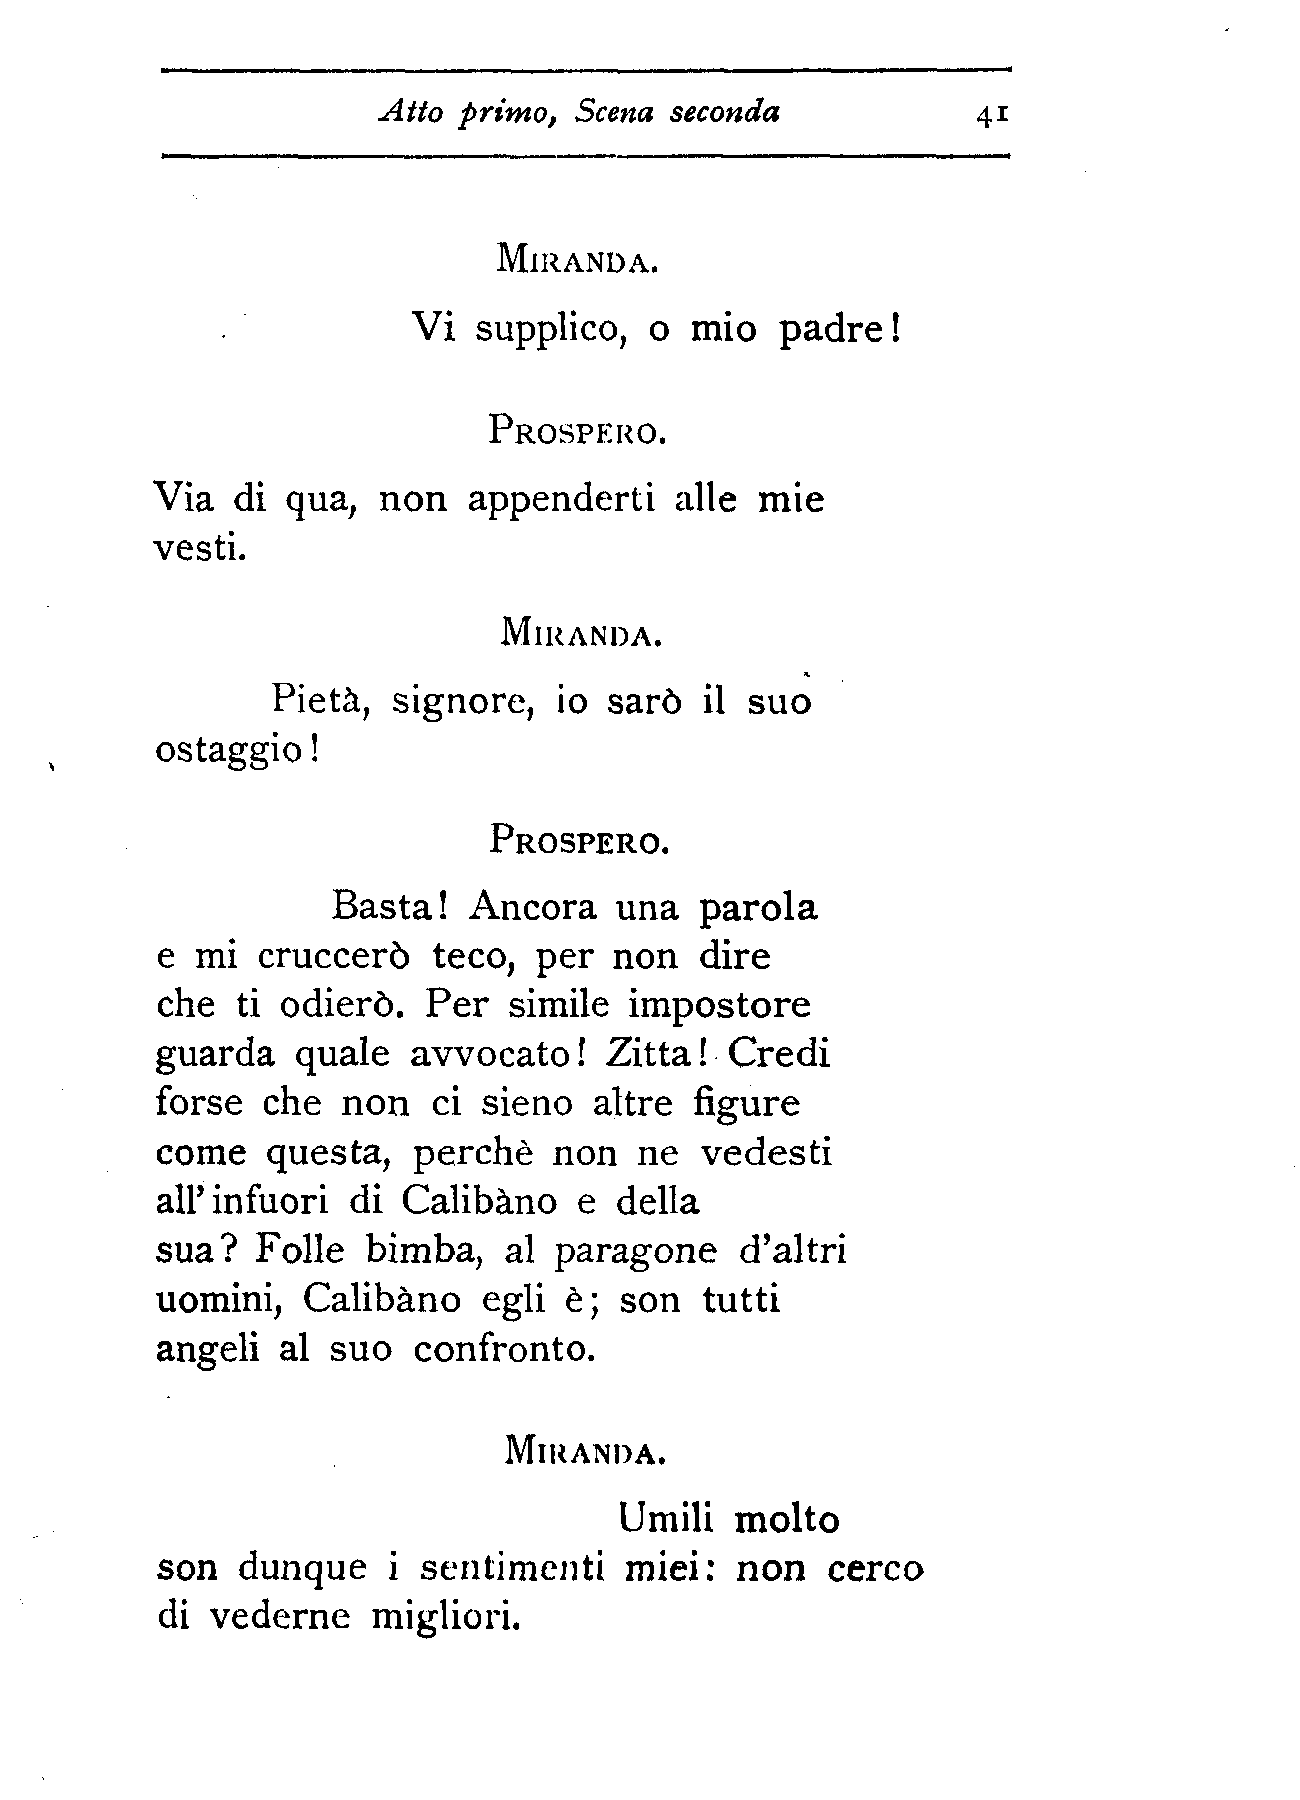 Atto primo, Scena seconda 41
MIRANDA.
Vi supplico, o mio padre!
PROSPERO.
Via di qua, non appenderti alle mie
vesti.
MIRANDA.
Pietà, signore, io sarò il suo
ostaggio!
PROSPERO.
Basta! Ancora una parola
e mi cruccerò teco, per non dire
che ti odierò. Per simile impostore
guarda quale avvocato! Zitta! Credi
forse che non ci sieno altre figure
come questa, perchè non ne vedesti
all'infuori di Calibàno e della
sua? Folle bimba, al paragone d'altri
uomini, Calibàno egli è; son tutti
angeli al suo confronto.
MIRANDA.
Umili molto
son dunque i sentimenti miei: non cerco
di vederne migliori.